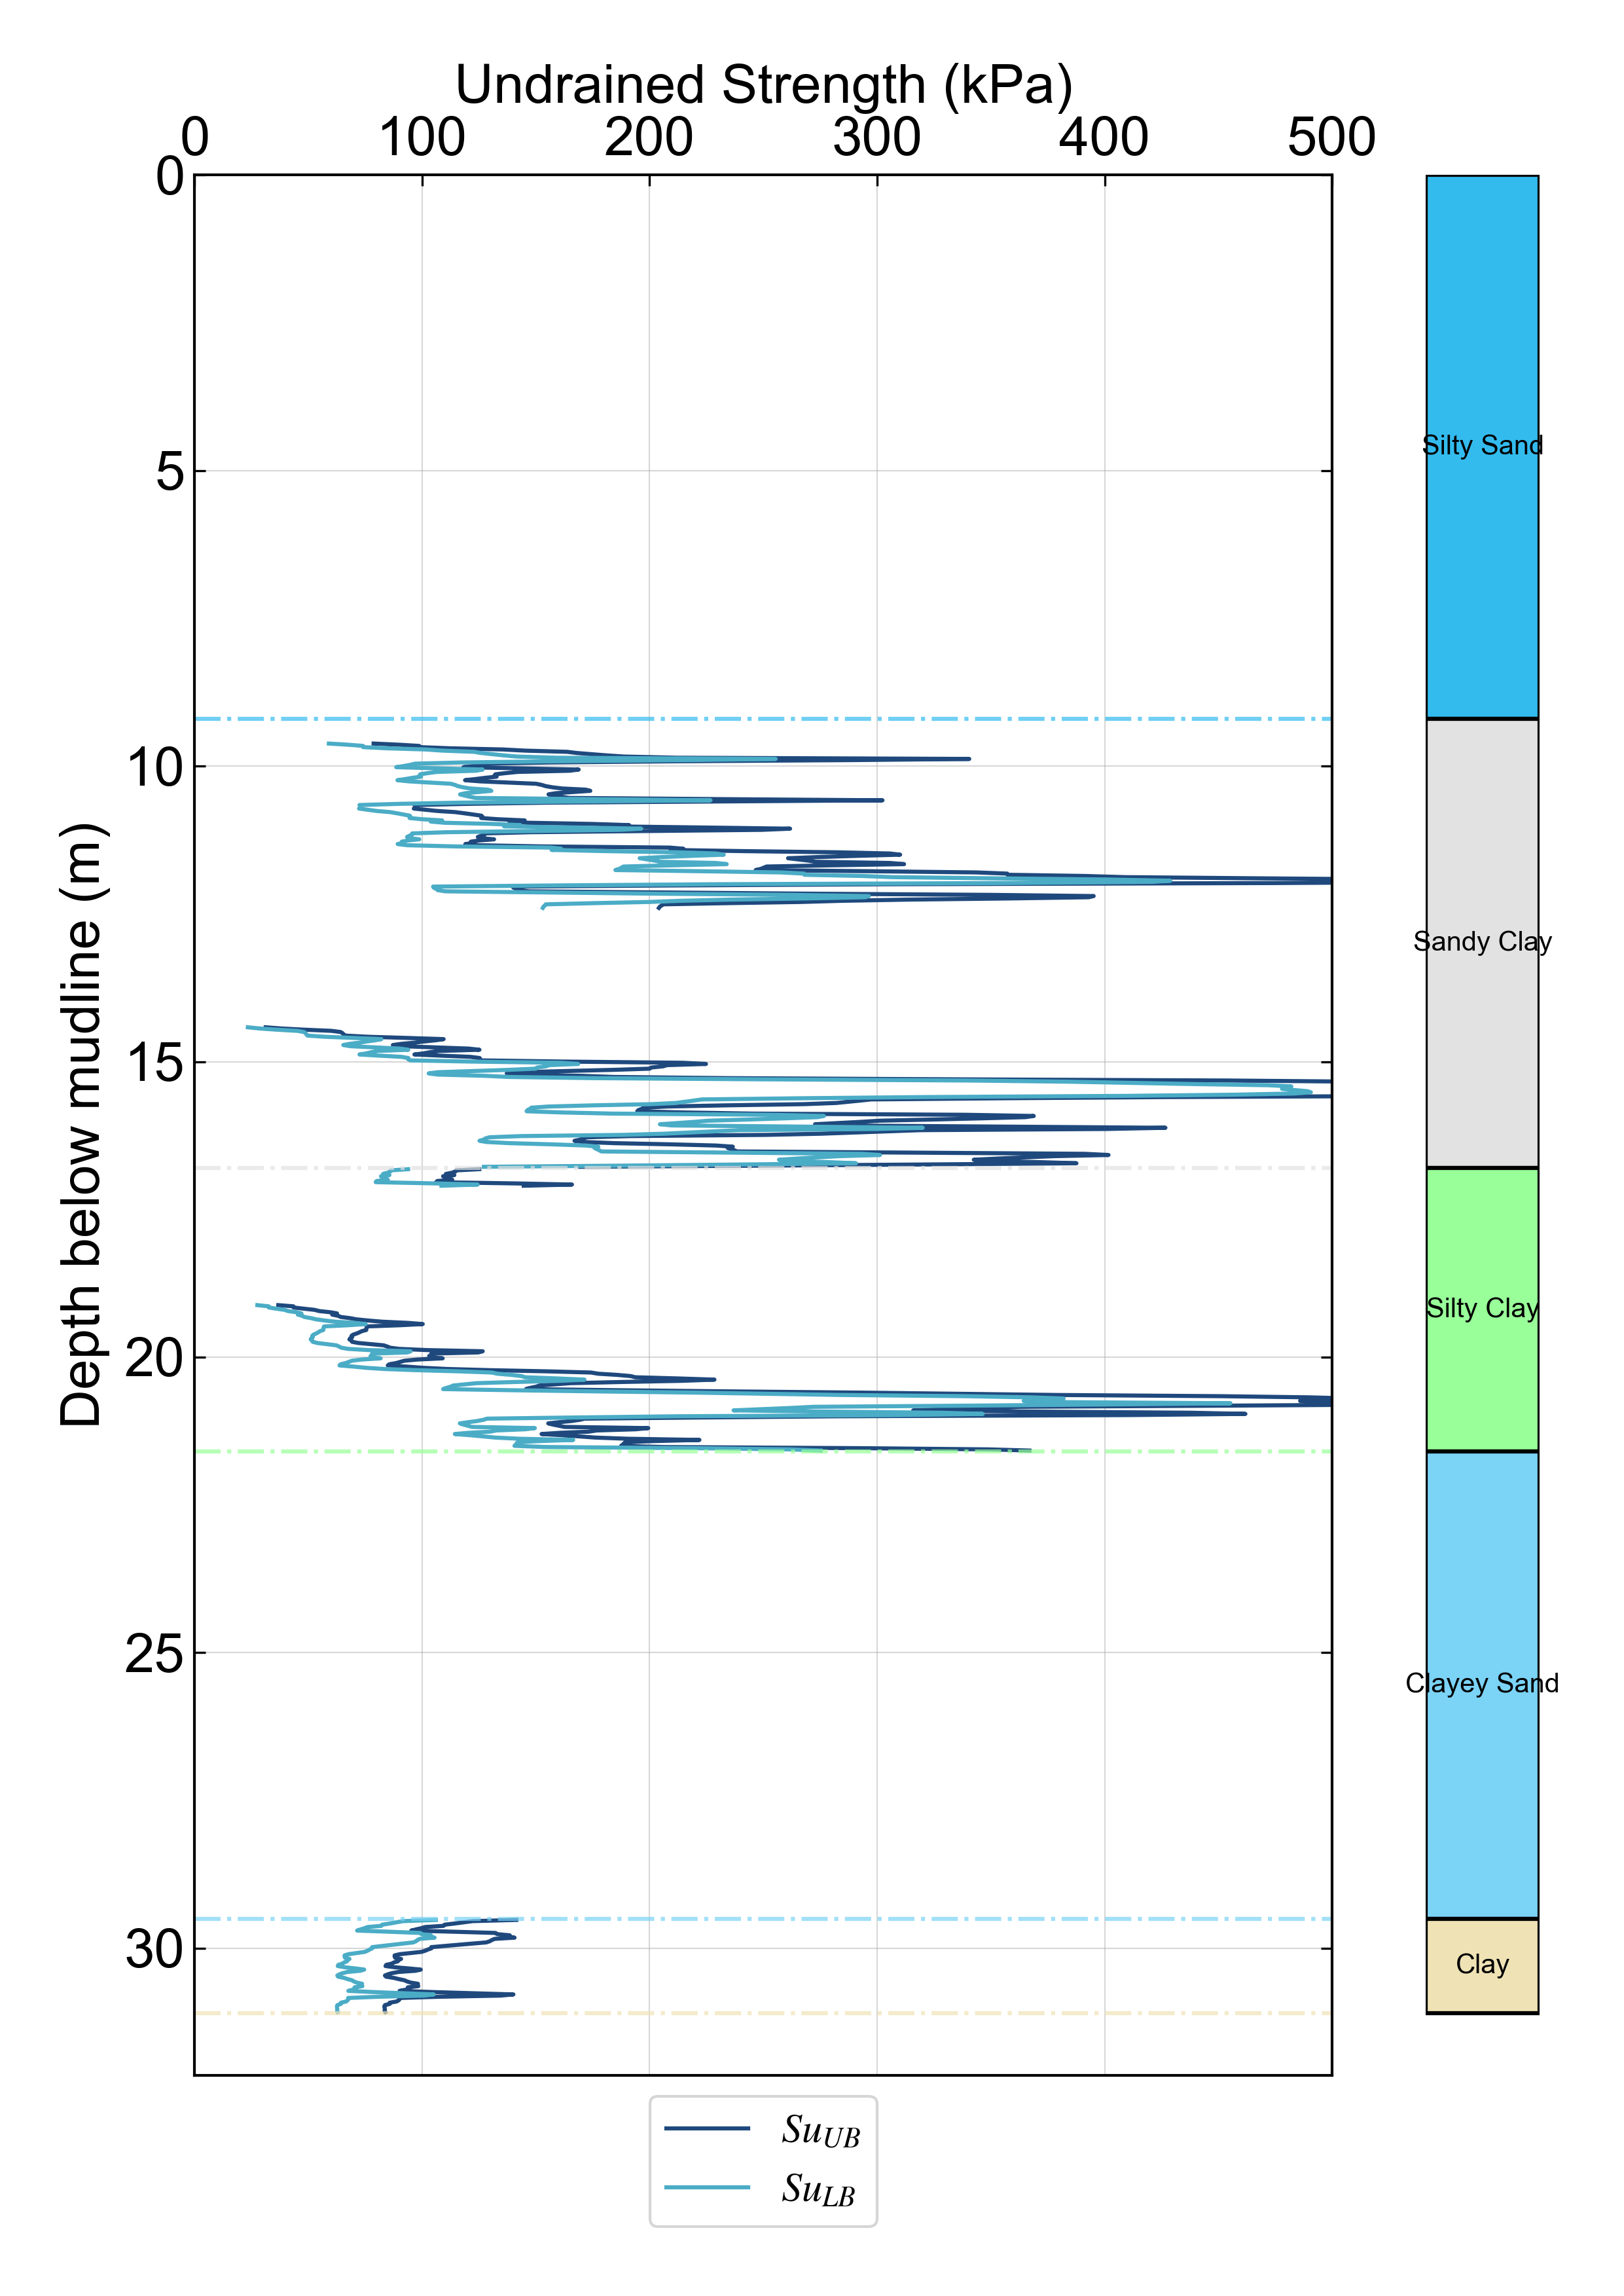 Undrained Strength (kPa)
0 100 200 300 400 500
0
5
10
15
20
25
30
Depth below mudline (m)
Silty Sand
Sandy Clay
Silty Clay
Clayey Sand
Clay
Su_UB
Su_LB